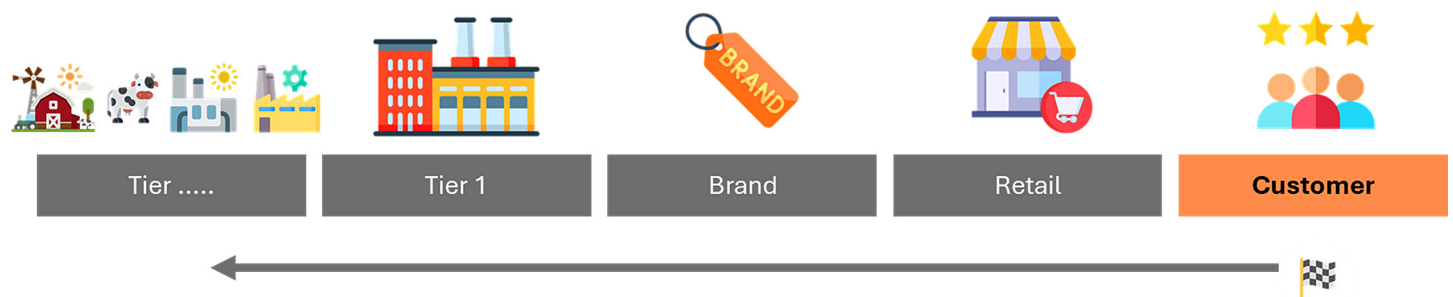 BRAND
Tier .....
Tier 1
Brand
Retail
Customer